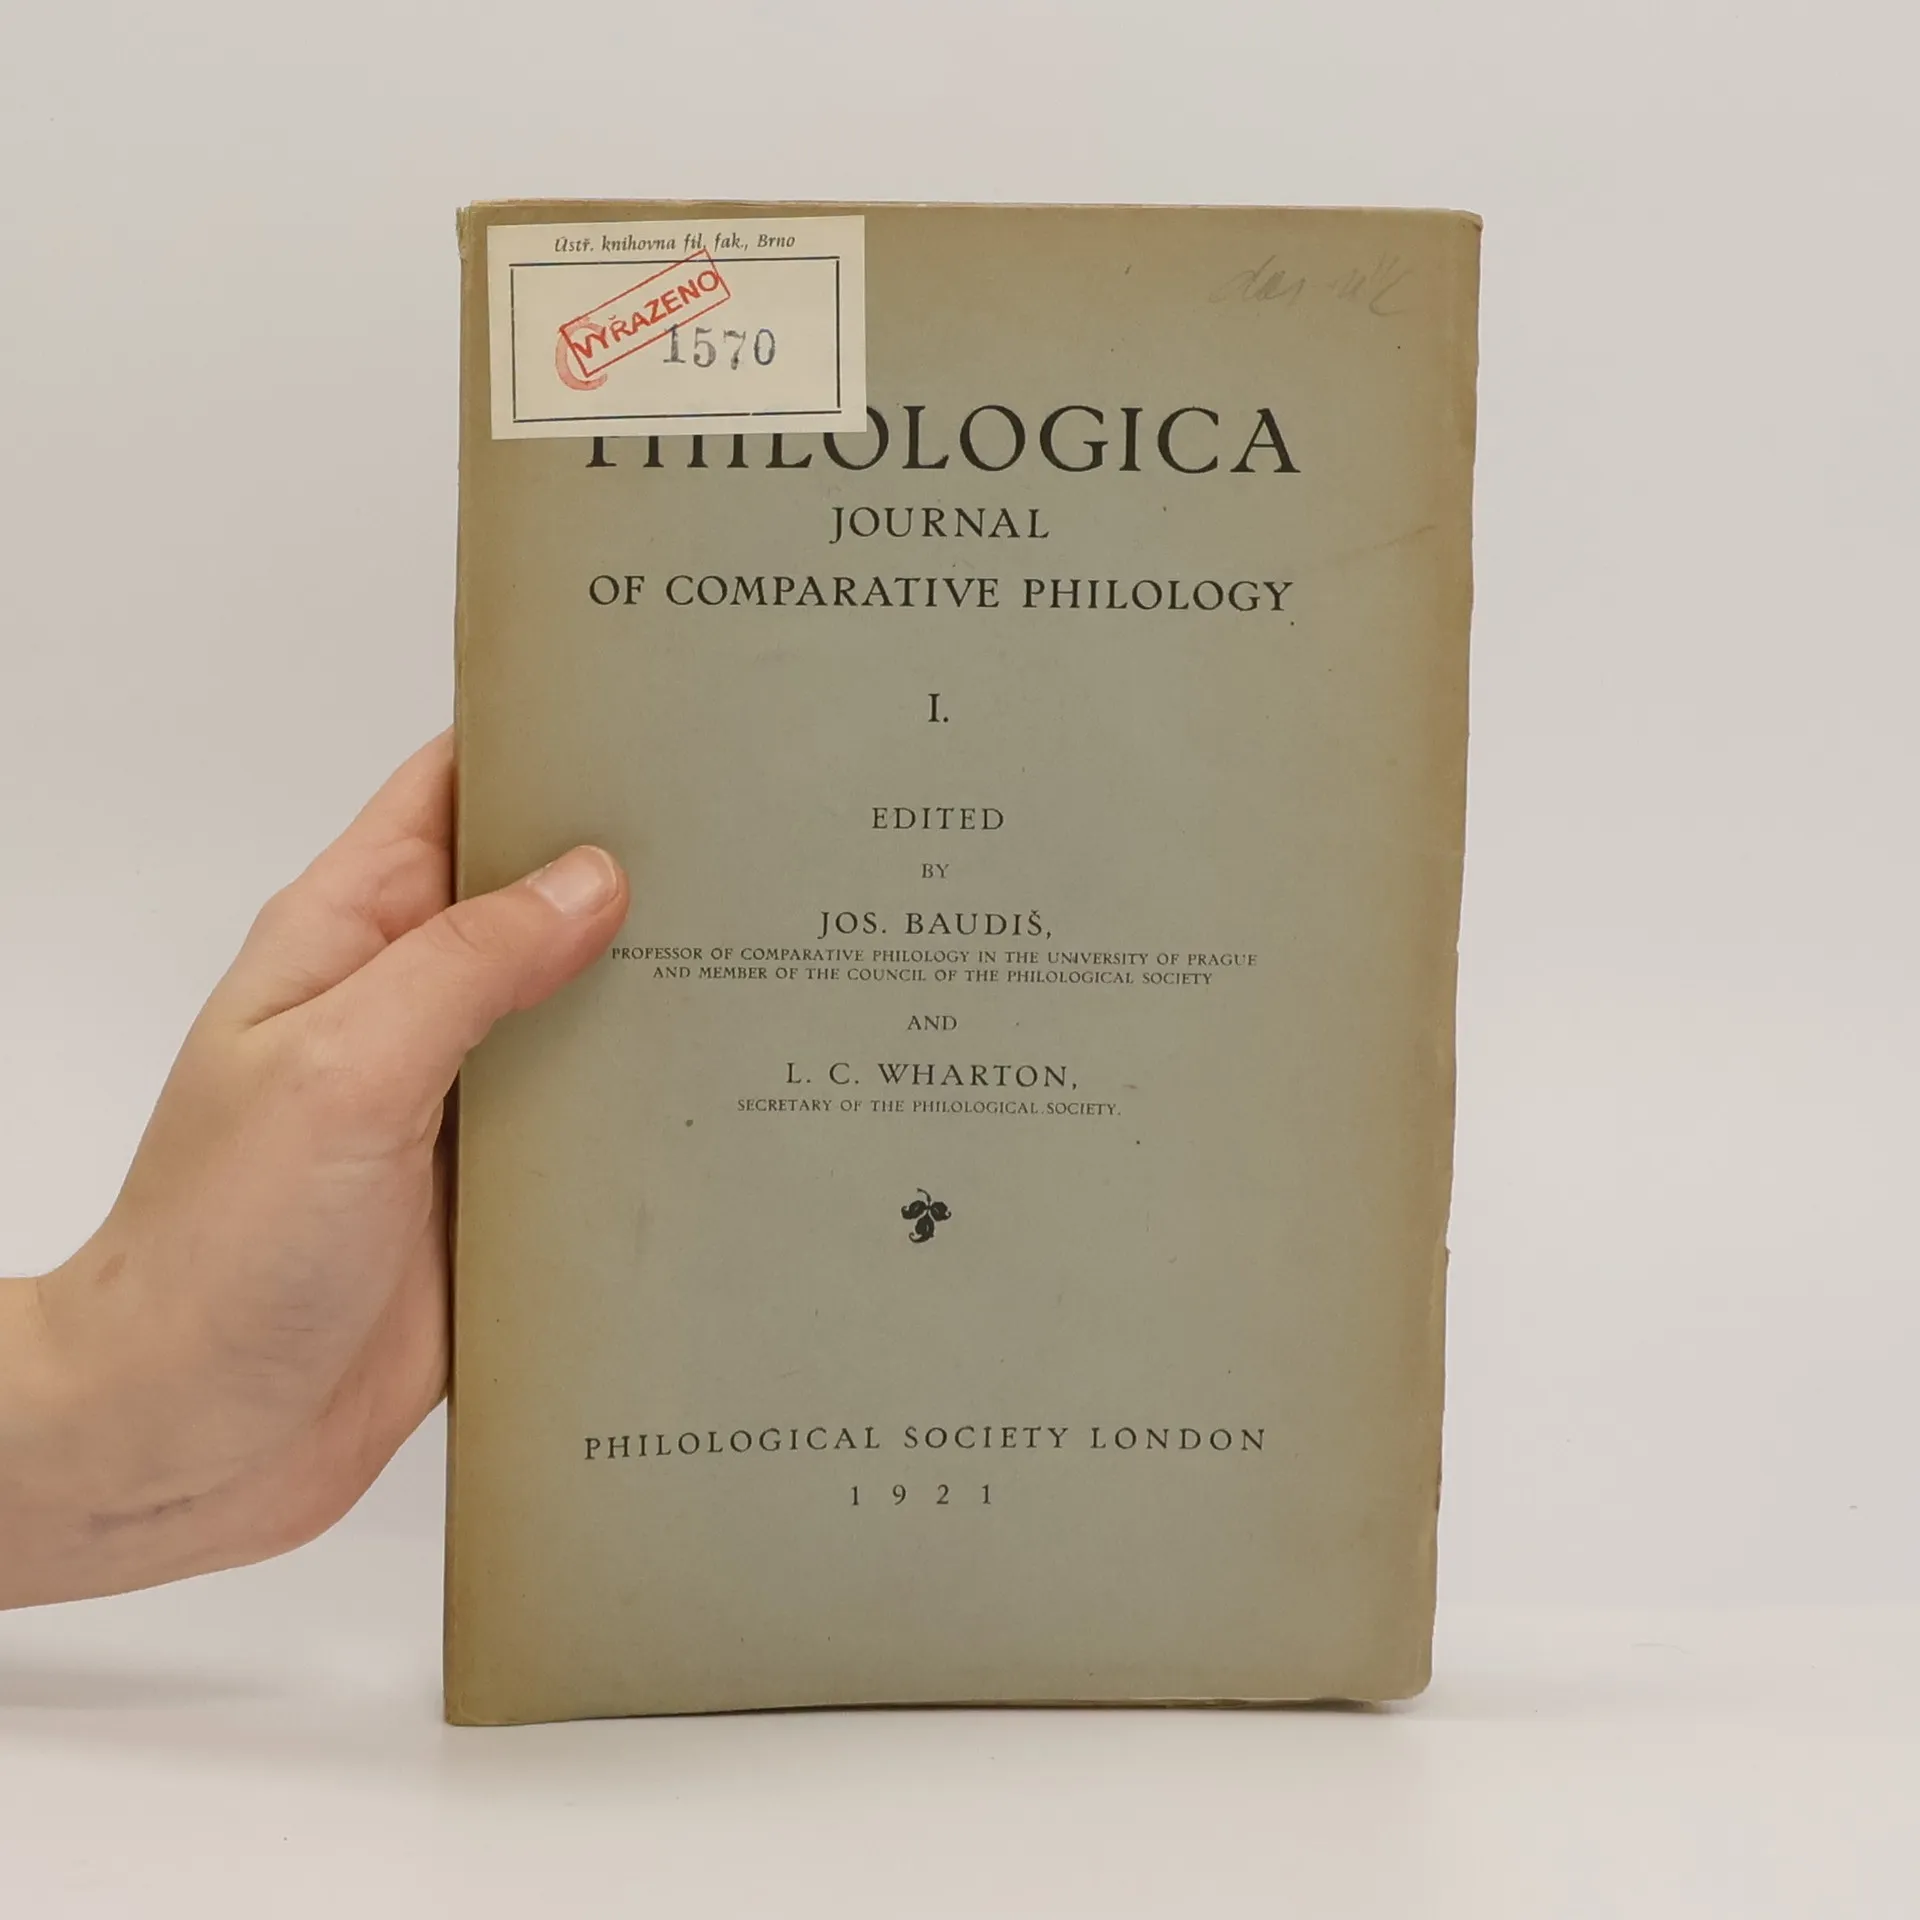 Ústř. knihovna fil. fak., Brno
VYŘAZENO
C
1570
PHILOLOGICA
JOURNAL
OF COMPARATIVE PHILOLOGY
I.
EDITED
BY
JOS. BAUDIŠ,
PROFESSOR OF COMPARATIVE PHILOLOGY IN THE UNIVERSITY OF PRAGUE
AND MEMBER OF THE COUNCIL OF THE PHILOLOGICAL SOCIETY
AND
L. C. WHARTON,
SECRETARY OF THE PHILOLOGICAL SOCIETY.
PHILOLOGICAL SOCIETY LONDON
1921